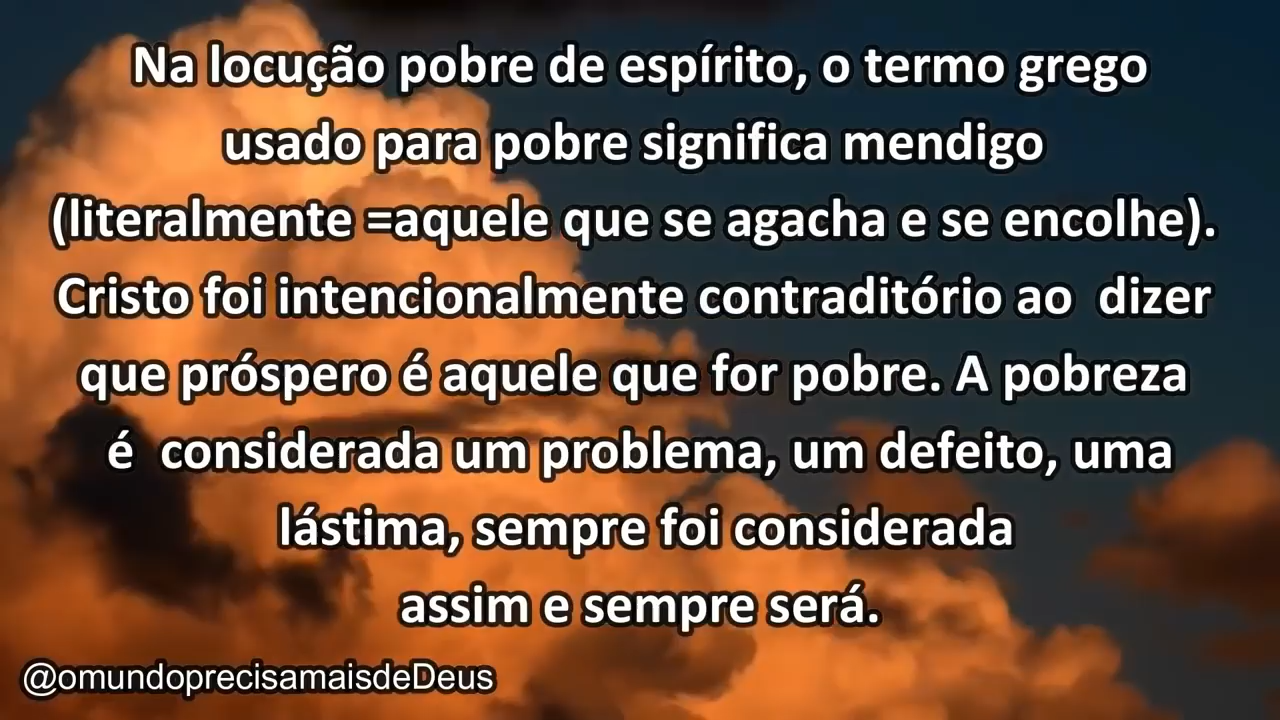 Na locução pobre de espírito, o termo grego
usado para pobre significa mendigo
(literalmente =aquele que se agacha e se encolhe).
Cristo foi intencionalmente contraditório ao  dizer
que próspero é aquele que for pobre. A pobreza
é  considerada um problema, um defeito, uma
lástima, sempre foi considerada
assim e sempre será.
@omundoprecisamaisdeDeus